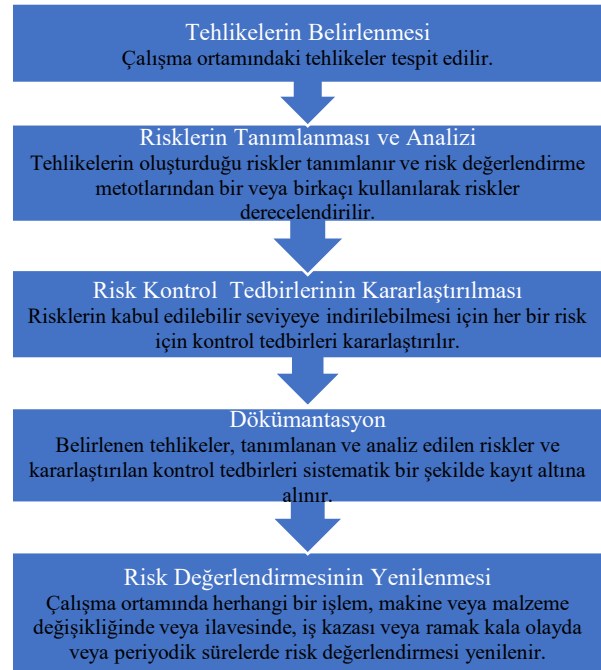 Tehlikelerin Belirlenmesi
Çalışma ortamındaki tehlikeler tespit edilir.
Risklerin Tanımlanması ve Analizi
Tehlikelerin oluşturduğu riskler tanımlanır ve risk değerlendirme
metotlarından bir veya birkaçı kullanılarak riskler
derecelendirilir.
Risk Kontrol Tedbirlerinin Kararlaştırılması
Risklerin kabul edilebilir seviyeye indirilebilmesi için her bir risk
için kontrol tedbirleri kararlaştırılır.
Dökümantasyon
Belirlenen tehlikeler, tanımlanan ve analiz edilen riskler ve
kararlaştırılan kontrol tedbirleri sistematik bir şekilde kayıt altına
alınır.
Risk Değerlendirmesinin Yenilenmesi
Çalışma ortamında herhangi bir işlem, makine veya malzeme
değişikliğinde veya ilavesinde, iş kazası veya ramak kala olayda
veya periyodik sürelerde risk değerlendirmesi yenilenir.